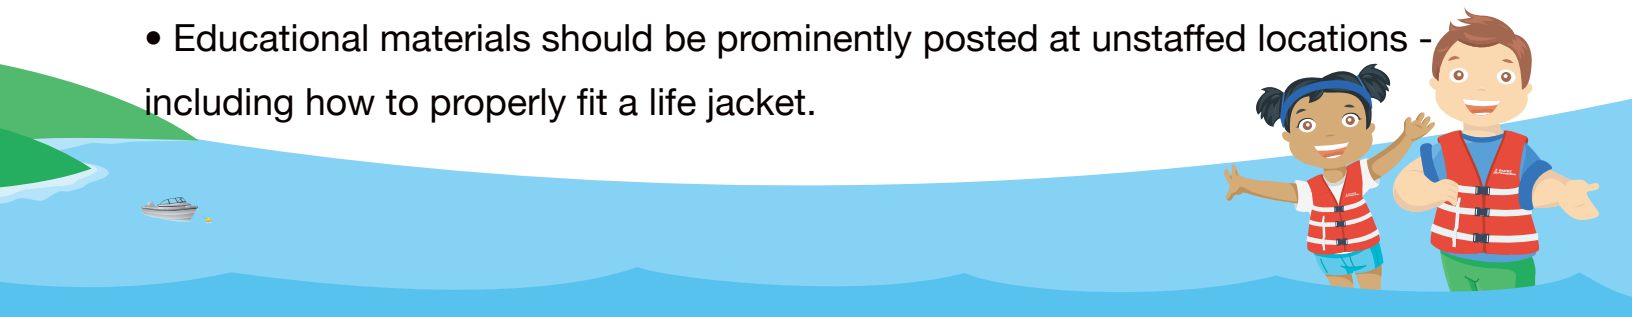 • Educational materials should be prominently posted at unstaffed locations -
including how to properly fit a life jacket.